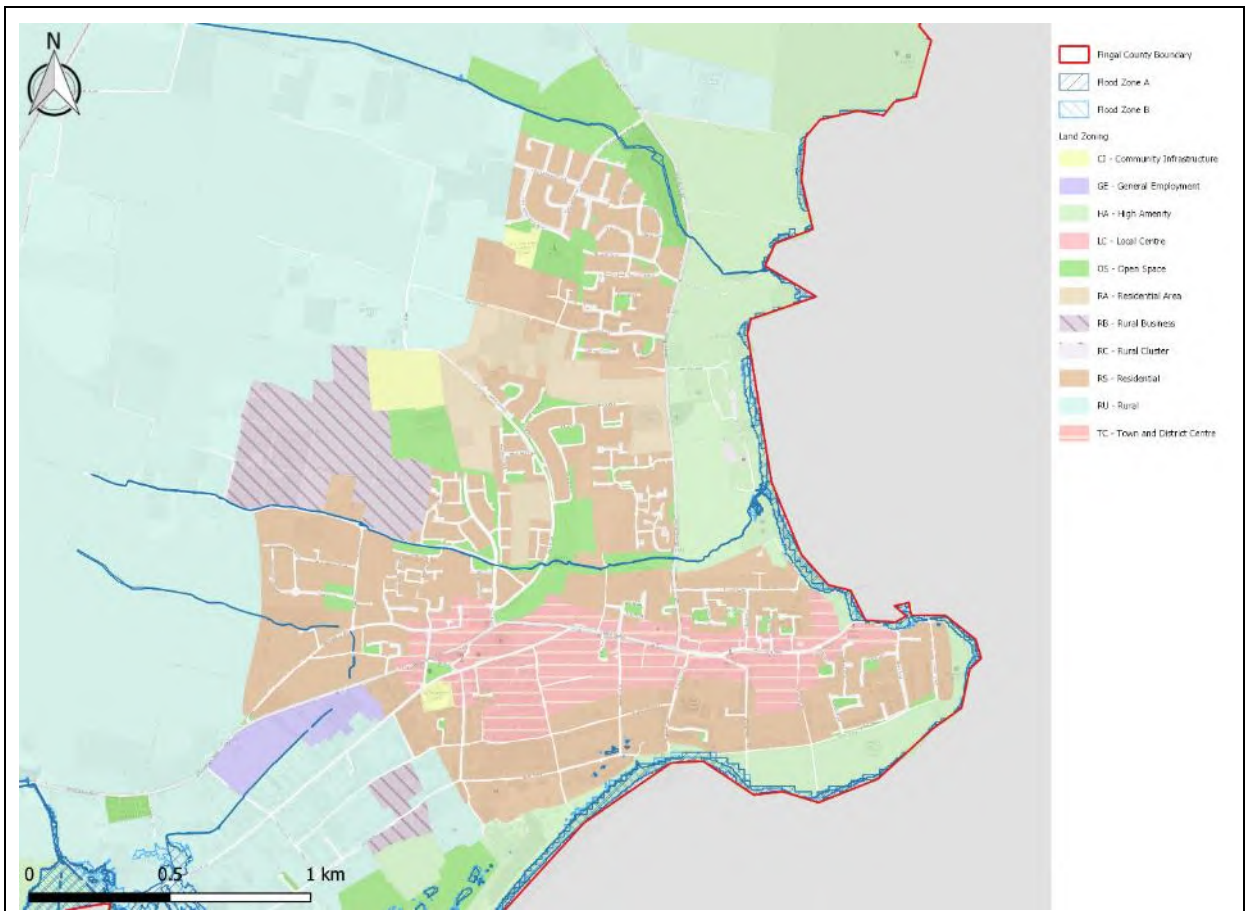 N
Fingal County Boundary
Flood Zone A
Flood Zone B
Land Zoning
CI - Community Infrastructure
GE - General Employment
HA - High Amenity
LC - Local Centre
OS - Open Space
RA - Residential Area
RB - Rural Business
RC - Rural Cluster
RS - Residential
RU - Rural
TC - Town and District Centre
0 0.5 1 km